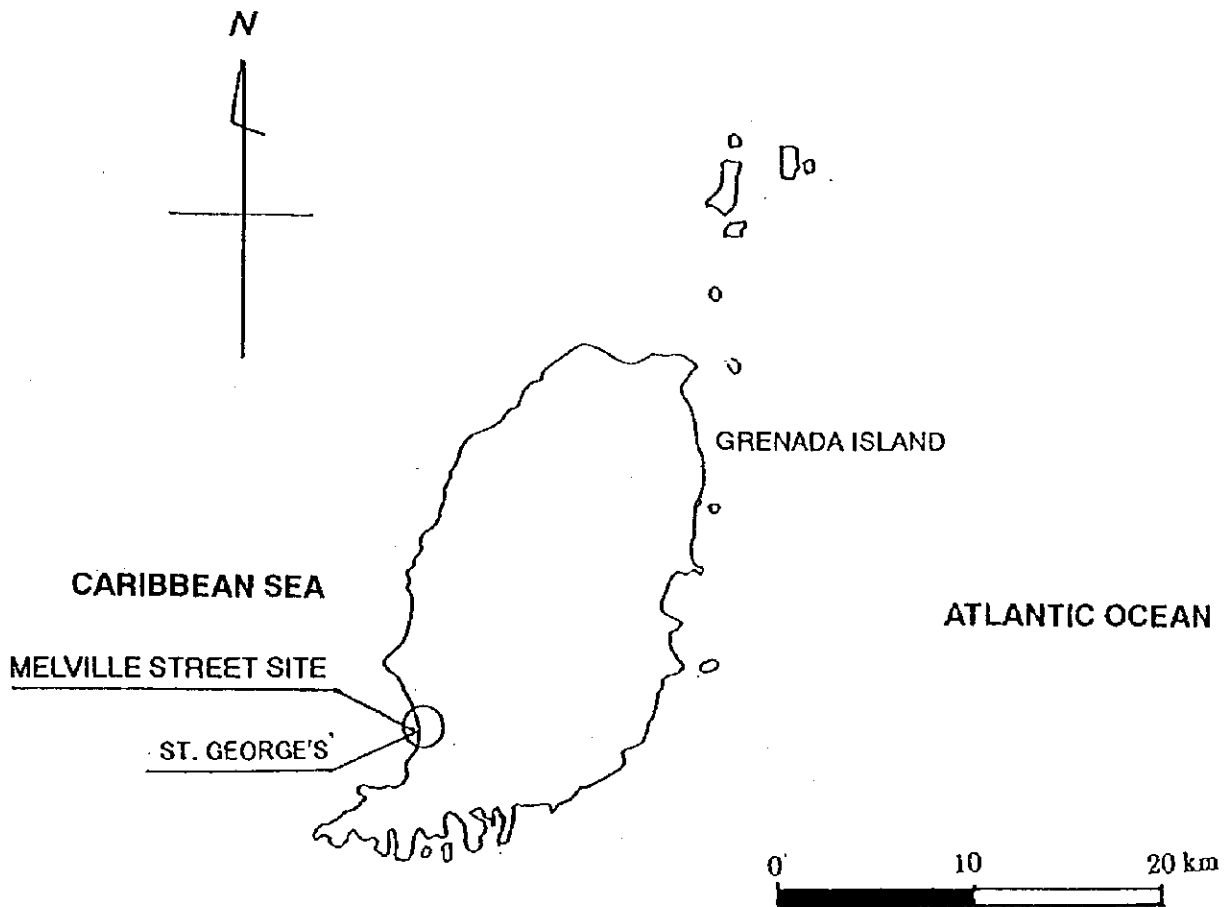 N
GRENADA ISLAND
CARIBBEAN SEA
ATLANTIC OCEAN
MELVILLE STREET SITE
ST. GEORGE'S
0 10 20 km